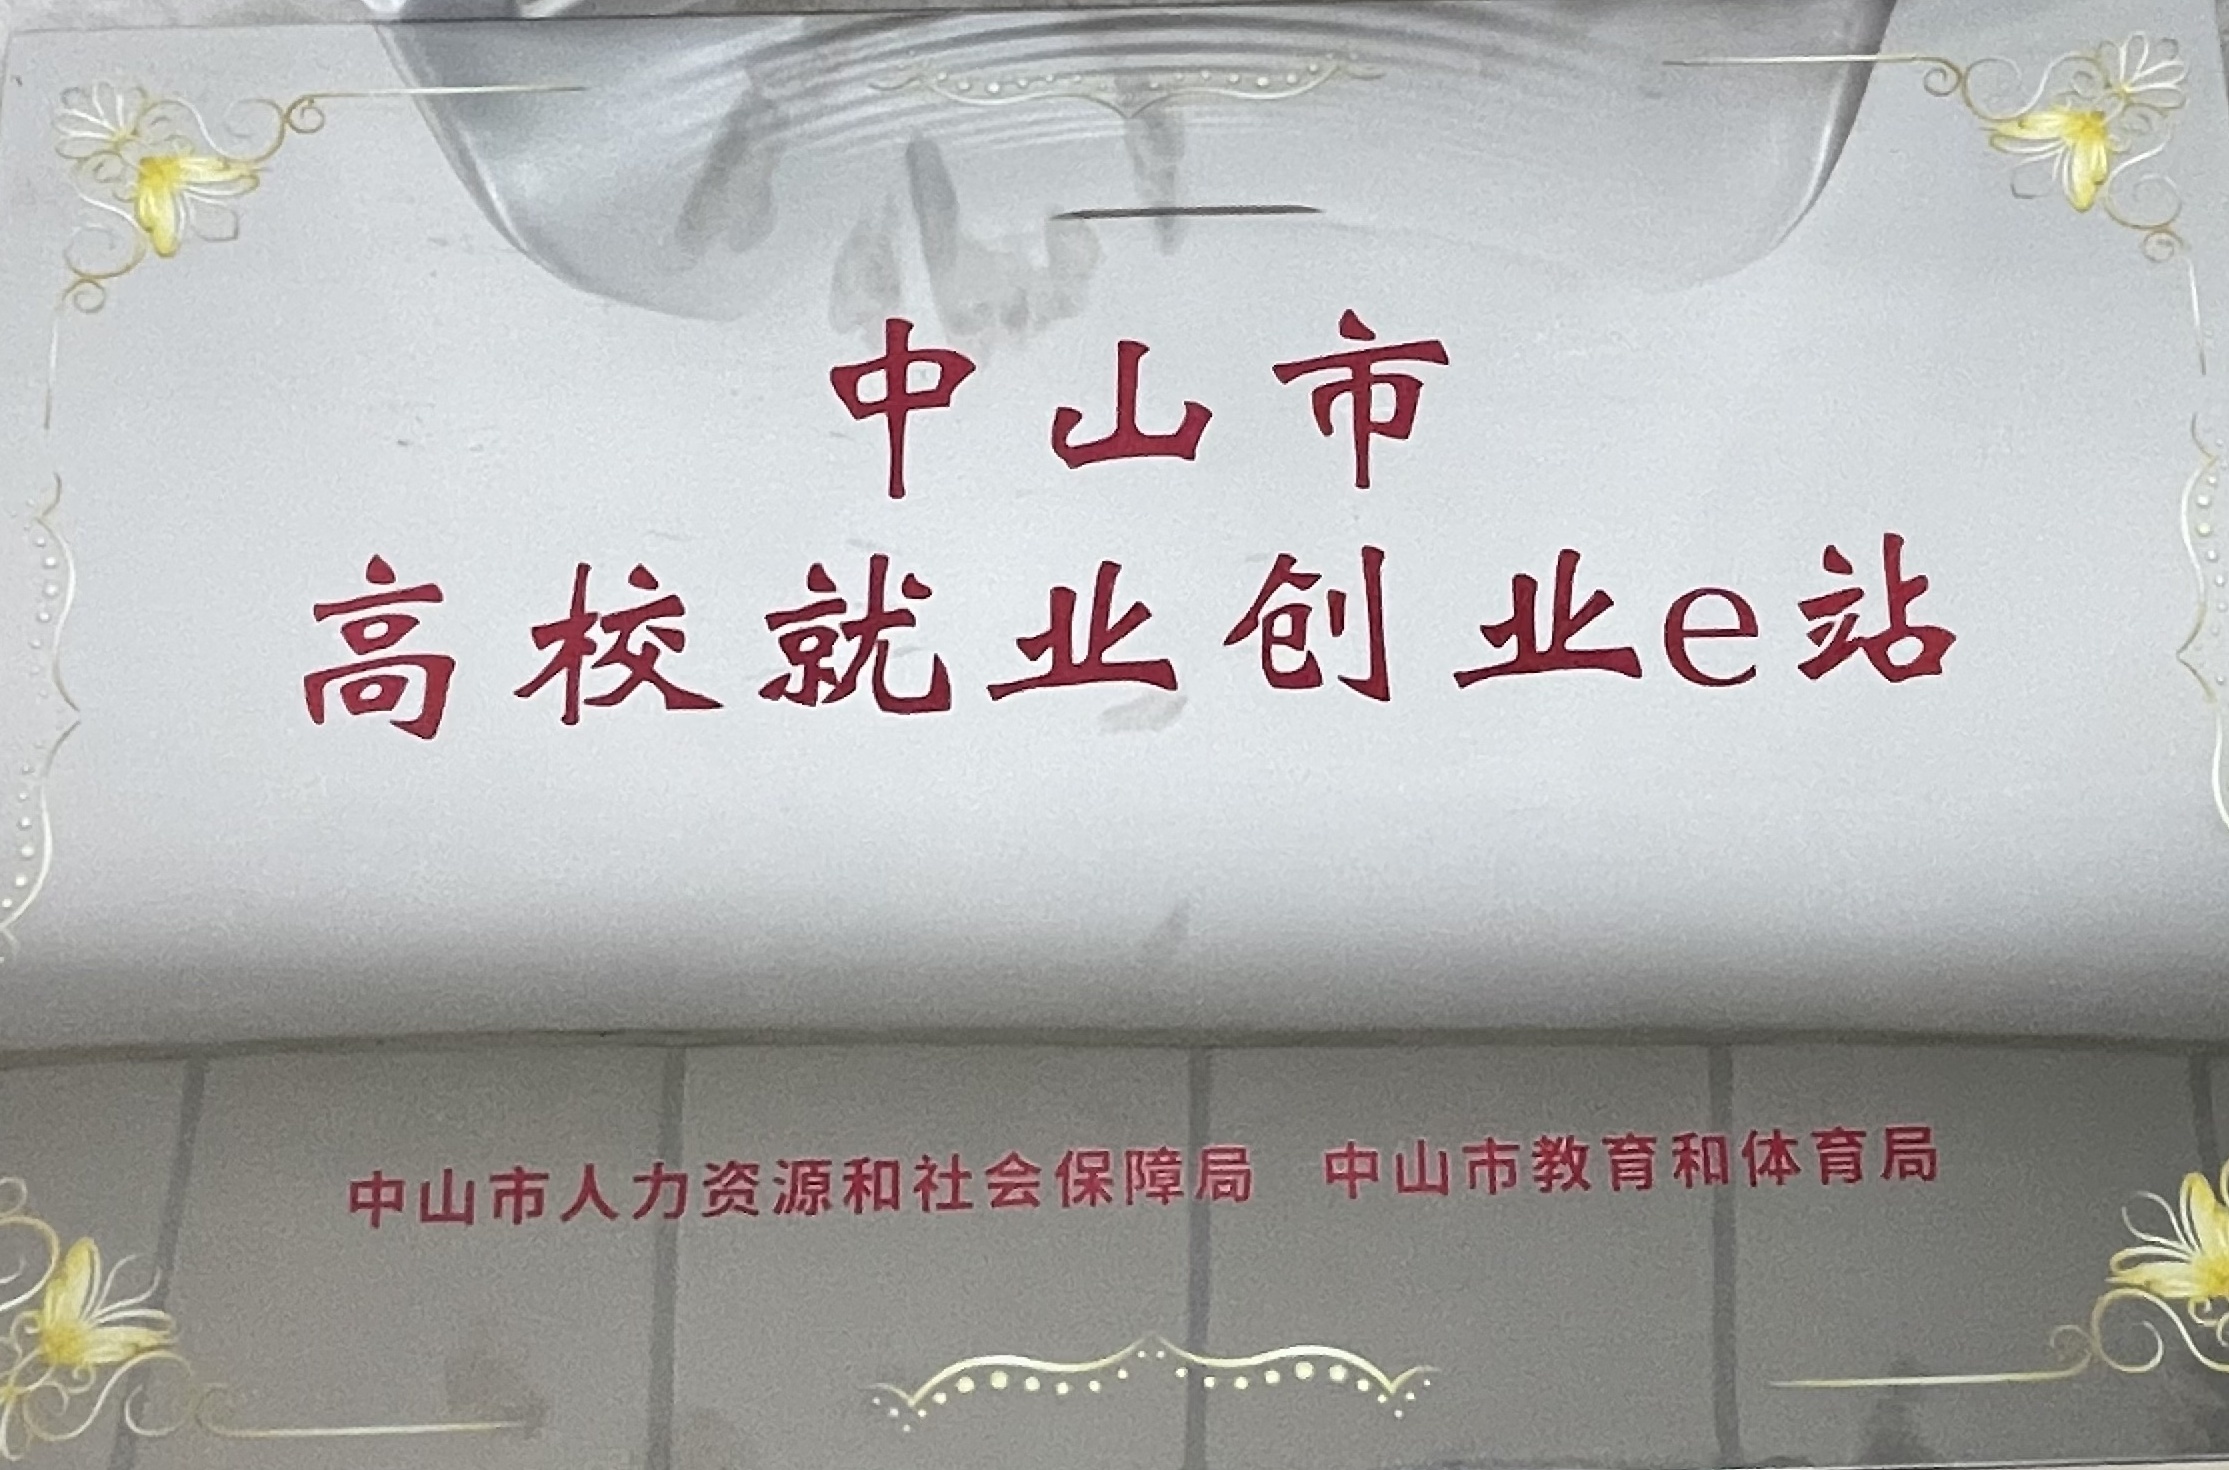 中山市
高校就业创业e站
中山市人力资源和社会保障局 中山市教育和体育局